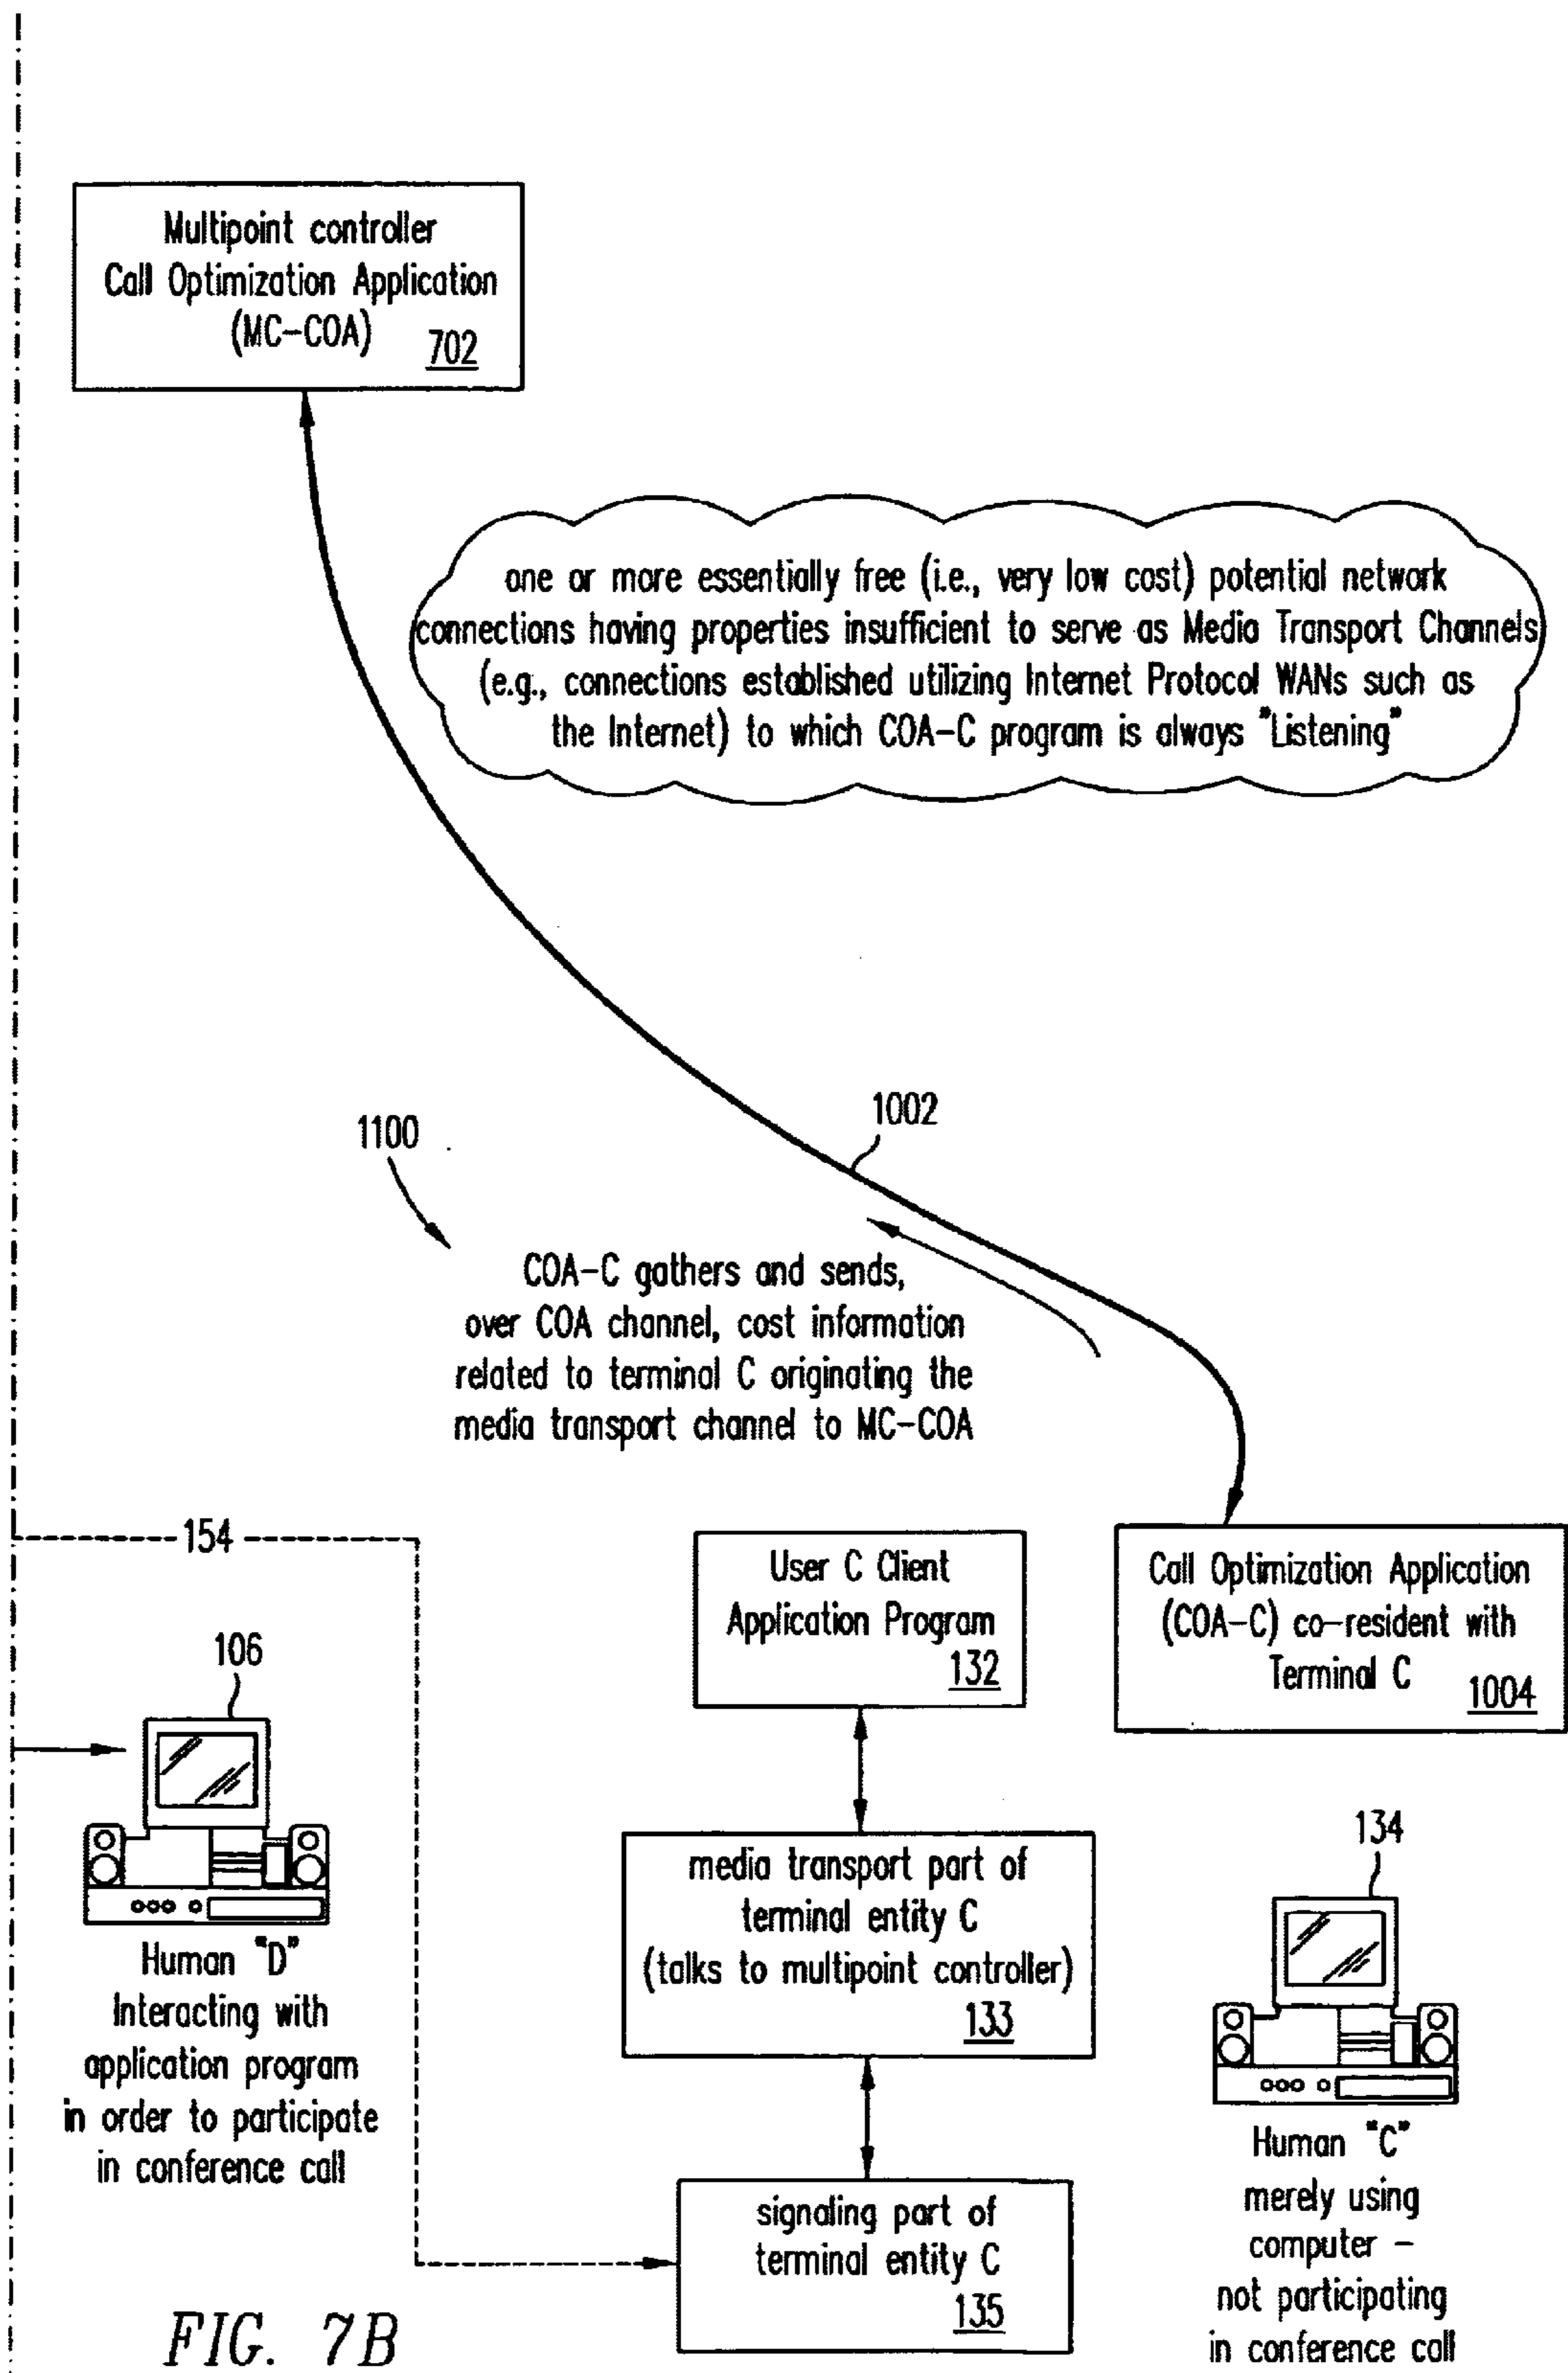 Multipoint controller
Call Optimization Application
(MC-COA)
702
one or more essentially free (i.e., very low cost) potential network
connections having properties insufficient to serve as Media Transport Channels
(e.g., connections established utilizing Internet Protocol WANs such as
the Internet) to which COA-C program is always "Listening"
1002
1100
COA-C gathers and sends,
over COA channel, cost information
related to terminal C originating the
media transport channel to MC-COA
154
User C Client
Application Program
132
Call Optimization Application
(COA-C) co-resident with
Terminal C
1004
106
Human "D"
Interacting with
application program
in order to participate
in conference call
media transport part of
terminal entity C
(talks to multipoint controller)
133
134
Human "C"
merely using
computer -
not participating
in conference call
signaling part of
terminal entity C
135
FIG. 7B